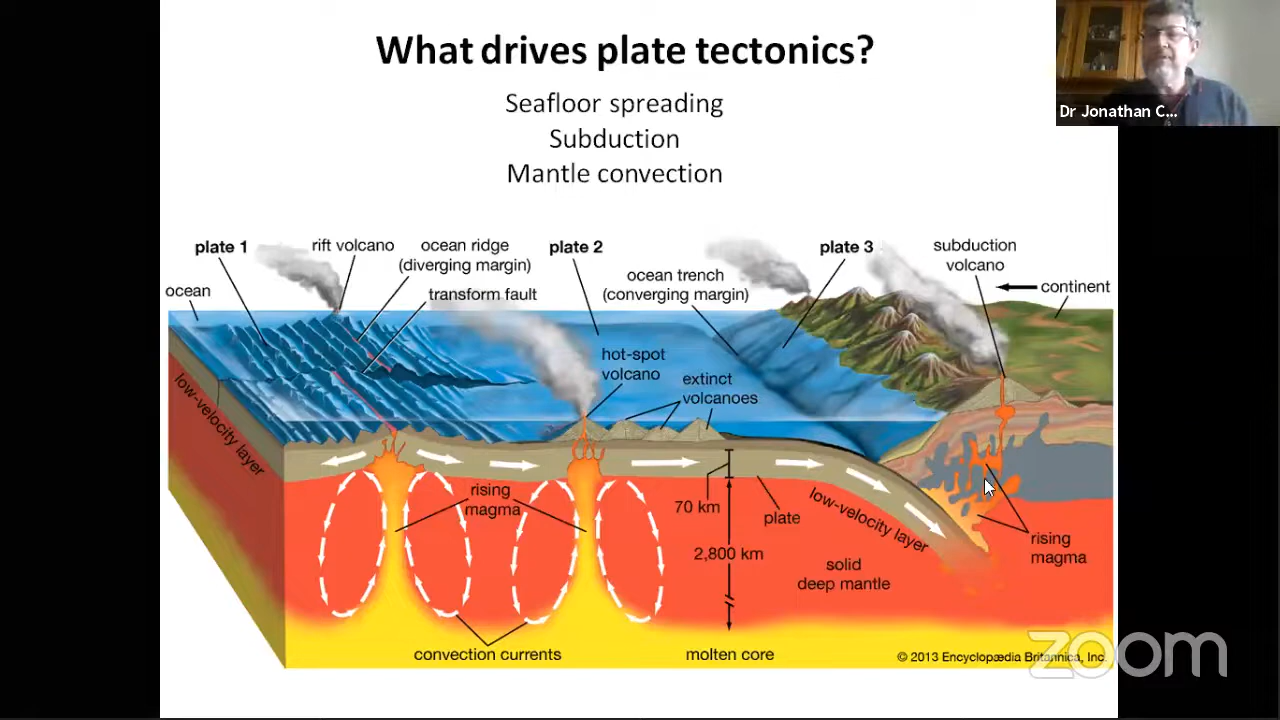 What drives plate tectonics?
Seafloor spreading
Subduction
Mantle convection
Dr Jonathan C...
plate 1
rift volcano
ocean ridge
(diverging margin)
plate 2
plate 3
subduction
volcano
ocean
transform fault
ocean trench
(converging margin)
continent
hot-spot
volcano
extinct
volcanoes
low-velocity layer
rising
magma
70 km
plate
low-velocity layer
2,800 km
solid
deep mantle
rising
magma
convection currents
molten core
© 2013 Encyclopædia Britannica, Inc.
zoom